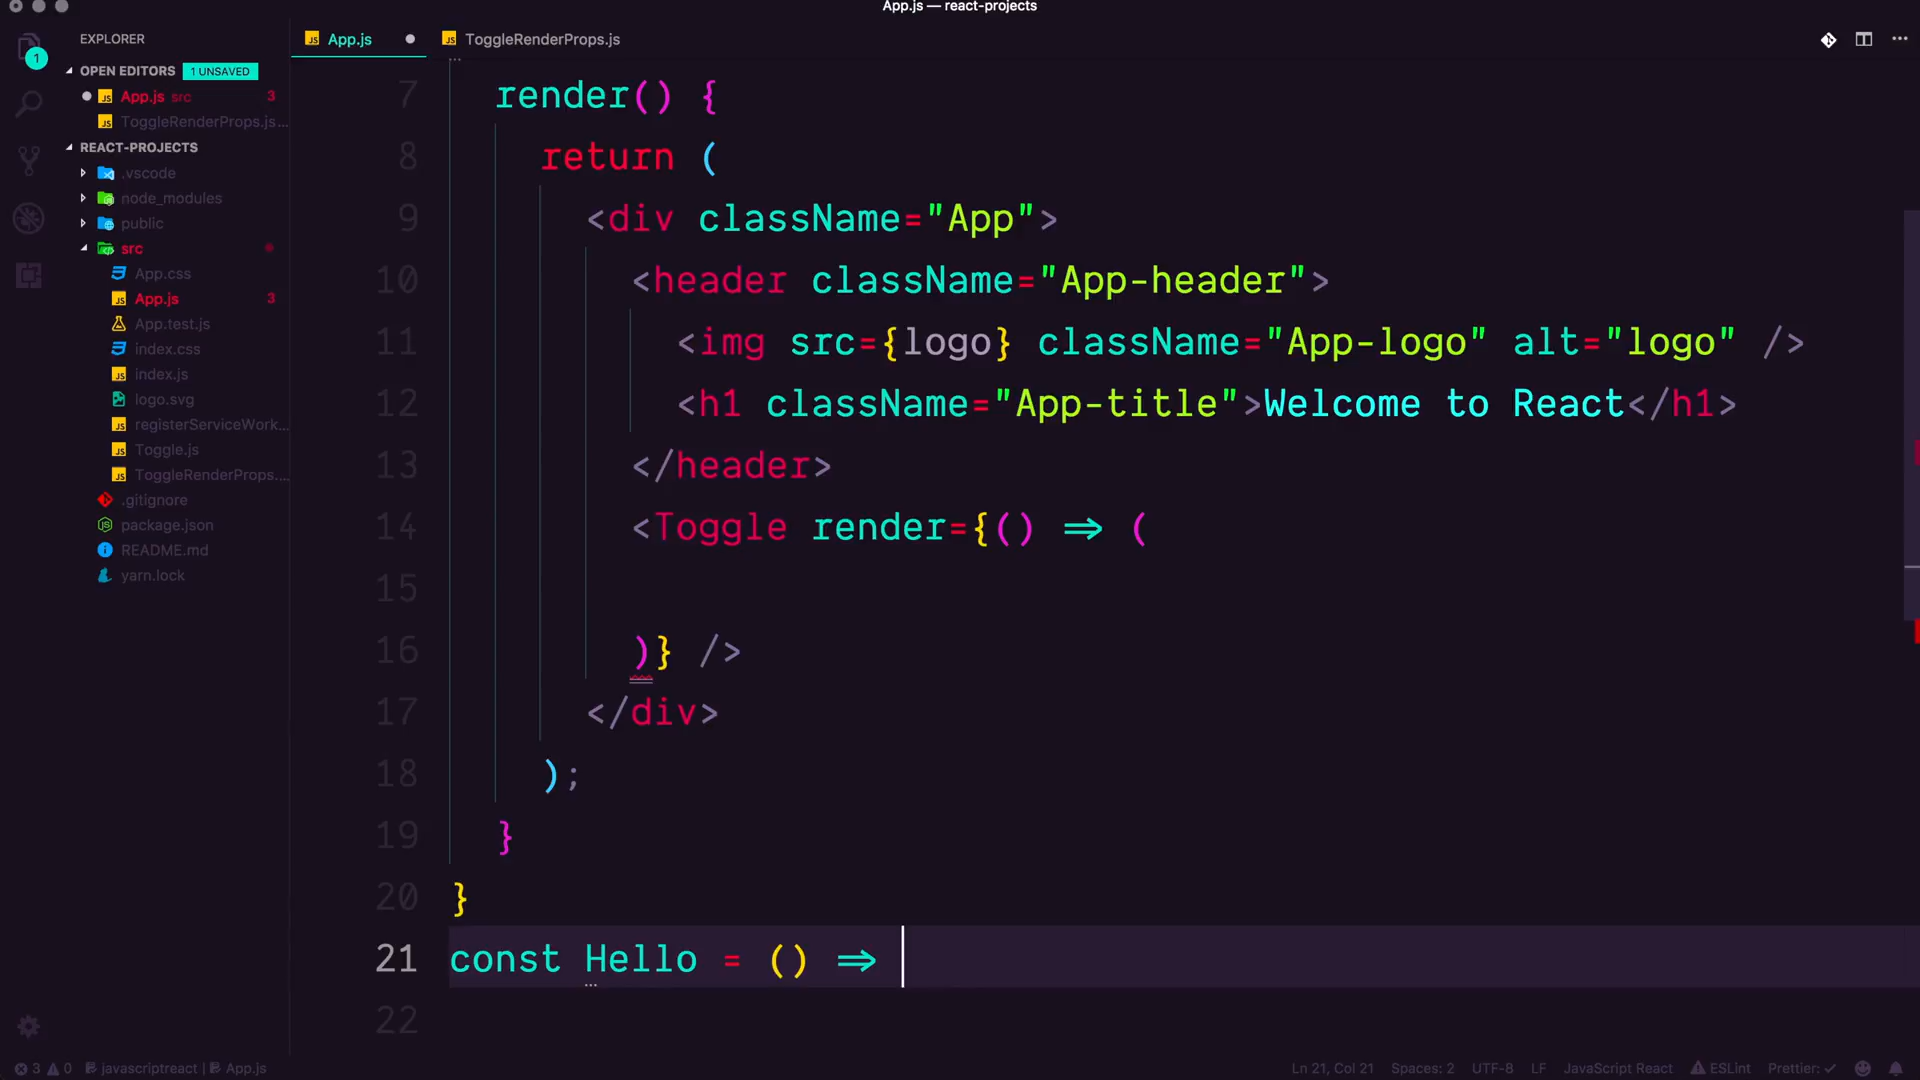 App.js — react-projects
EXPLORER
OPEN EDITORS 1 UNSAVED
App.js src 3
ToggleRenderProps.js...
REACT-PROJECTS
.vscode
node_modules
public
src
App.css
App.js 3
App.test.js
index.css
index.js
logo.svg
registerServiceWork...
Toggle.js
ToggleRenderProps....
.gitignore
package.json
README.md
yarn.lock
1
App.js ToggleRenderProps.js
7 render() {
8 return (
9 <div className="App">
10 <header className="App-header">
11 <img src={logo} className="App-logo" alt="logo" />
12 <h1 className="App-title">Welcome to React</h1>
13 </header>
14 <Toggle render={() => (
15
16 )} />
17 </div>
18 );
19 }
20 }
21 const Hello = () =>
22
3 0 javascriptreact | App.js Ln 21, Col 21 Spaces: 2 UTF-8 LF JavaScript React ESLint Prettier: ✓